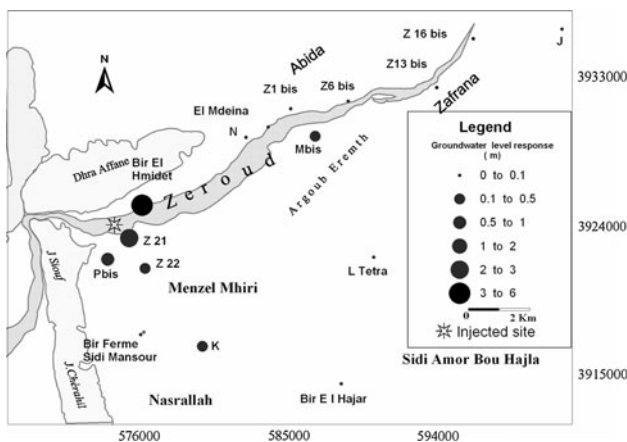 Z 16 bis
J
Abida
Z13 bis
3933000
N
Z1 bis
Z6 bis
Zafrana
El Mdeina
N
Mbis
Legend
Groundwater level response
( m)
0 to 0.1
0.1 to 0.5
0.5 to 1
1 to 2
2 to 3
3 to 6
0 2 Km
Injected site
Dhra Affane
Bir El
Hmidet
Zeroud
Argoub Eremth
3924000
J Siouf
Z 21
Pbis
Z 22
L Tetra
Menzel Mhiri
Bir Ferme
Sidi Mansour
K
Sidi Amor Bou Hajla
J.Chérahil
3915000
Nasrallah
Bir E l Hajar
576000
585000
594000